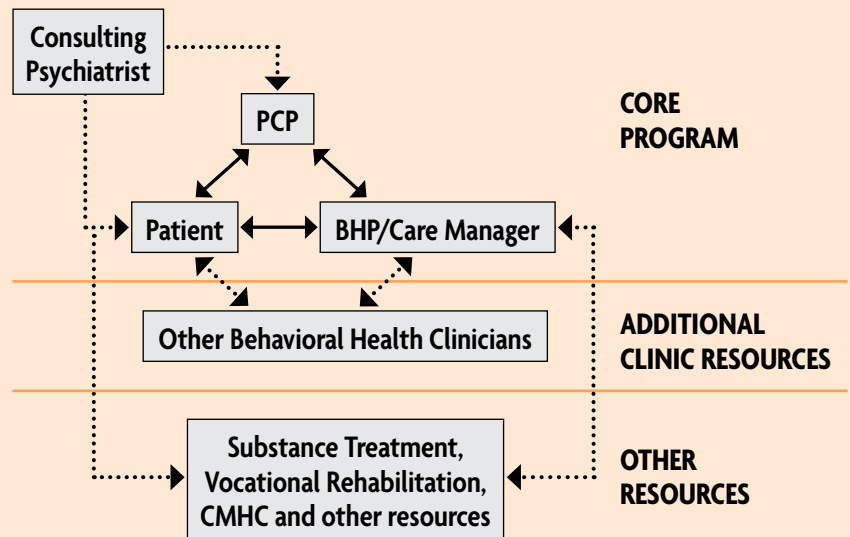 Consulting
Psychiatrist
PCP
CORE
PROGRAM
Patient
BHP/Care Manager
Other Behavioral Health Clinicians
ADDITIONAL
CLINIC RESOURCES
Substance Treatment,
Vocational Rehabilitation,
CMHC and other resources
OTHER
RESOURCES